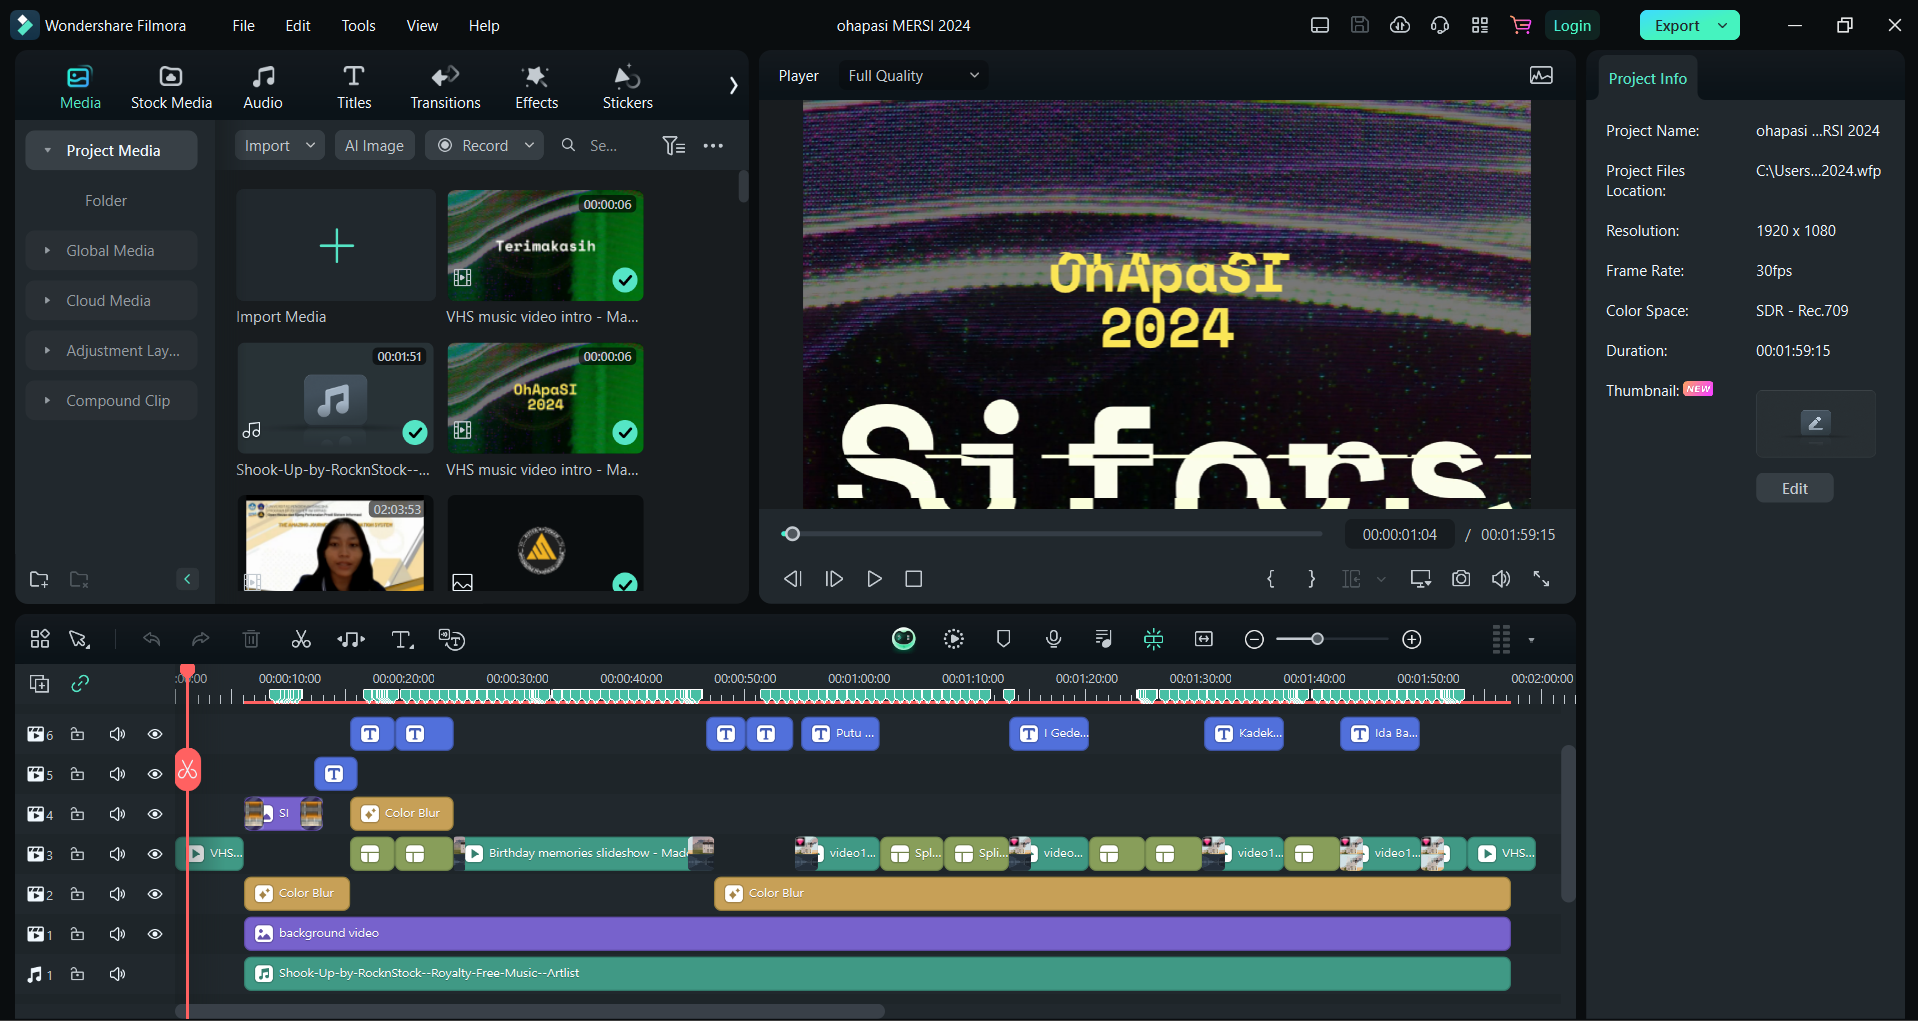 Wondershare Filmora
File
Edit
Tools
View
Help
ohapasi MERSI 2024
Login
Export
Media
Stock Media
Audio
Titles
Transitions
Effects
Stickers
Player
Full Quality
Project Info
Project Media
Folder
Global Media
Cloud Media
Adjustment Lay...
Compound Clip
Import
AI Image
Record
Se...
Import Media
00:00:06
Terimakasih
VHS music video intro - Ma...
00:01:51
Shook-Up-by-RocknStock--...
00:00:06
OhApaSI
2024
VHS music video intro - Ma...
02:03:53
OhApaSI
2024
Sifors
00:00:01:04 / 00:01:59:15
Project Name: ohapasi ...RSI 2024
Project Files Location: C:\Users...2024.wfp
Resolution: 1920 x 1080
Frame Rate: 30fps
Color Space: SDR - Rec.709
Duration: 00:01:59:15
Thumbnail: NEW
Edit
:00:00 00:00:10:00 00:00:20:00 00:00:30:00 00:00:40:00 00:00:50:00 00:01:00:00 00:01:10:00 00:01:20:00 00:01:30:00 00:01:40:00 00:01:50:00 00:02:00:00
6 T T T T T Putu ... T I Gede... T Kadek... T Ida Ba...
5 T
4 SI Color Blur
3 VHS... Birthday memories slideshow - Mad video1... Spl... Spli... video... video1... video1... VHS...
2 Color Blur Color Blur
1 background video
1 Shook-Up-by-RocknStock--Royalty-Free-Music--Artlist